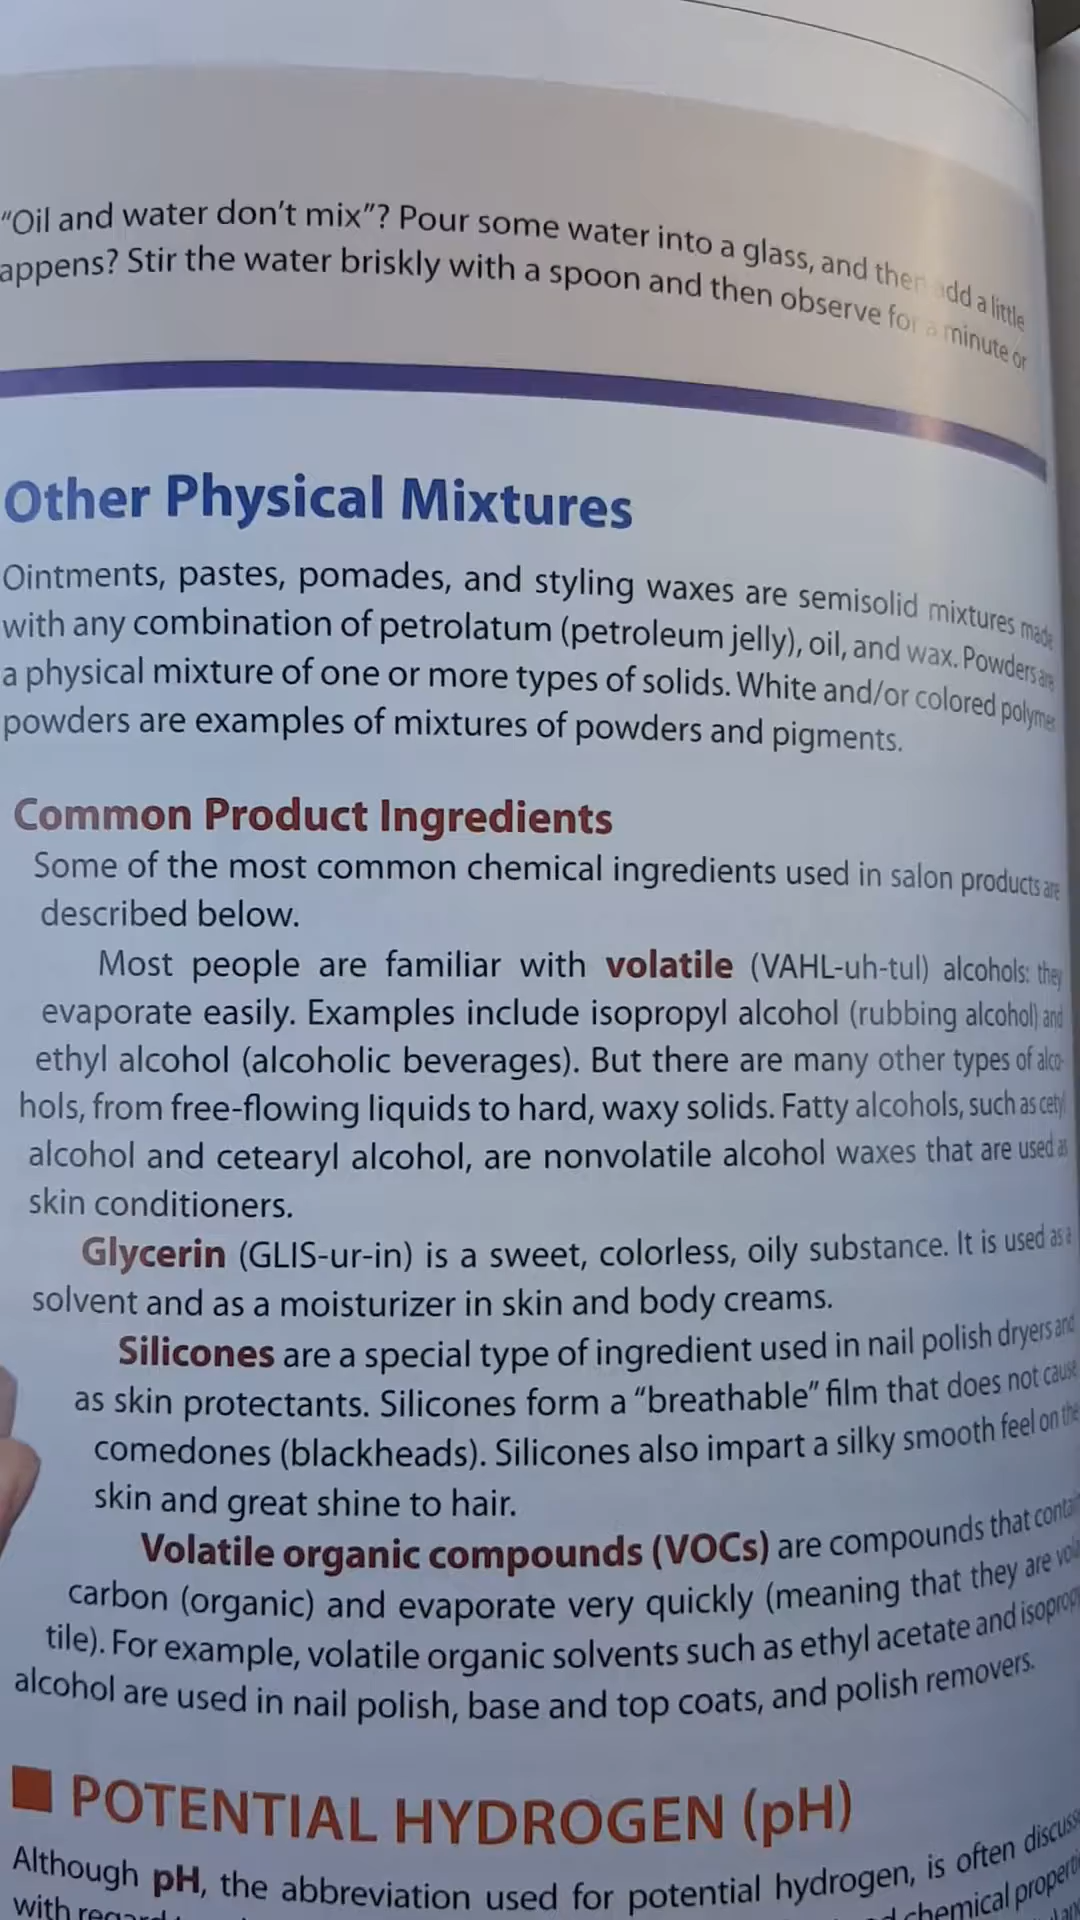 "Oil and water don't mix"? Pour some water into a glass, and then add a little
appens? Stir the water briskly with a spoon and then observe for a minute or
Other Physical Mixtures
Ointments, pastes, pomades, and styling waxes are semisolid mixtures made
with any combination of petrolatum (petroleum jelly), oil, and wax. Powders are
a physical mixture of one or more types of solids. White and/or colored polymer
powders are examples of mixtures of powders and pigments.
Common Product Ingredients
Some of the most common chemical ingredients used in salon products are
described below.
Most people are familiar with volatile (VAHL-uh-tul) alcohols: they
evaporate easily. Examples include isopropyl alcohol (rubbing alcohol) and
ethyl alcohol (alcoholic beverages). But there are many other types of alco-
hols, from free-flowing liquids to hard, waxy solids. Fatty alcohols, such as cetyl
alcohol and cetearyl alcohol, are nonvolatile alcohol waxes that are used as
skin conditioners.
Glycerin (GLIS-ur-in) is a sweet, colorless, oily substance. It is used as a
solvent and as a moisturizer in skin and body creams.
Silicones are a special type of ingredient used in nail polish dryers and
as skin protectants. Silicones form a "breathable" film that does not cause
comedones (blackheads). Silicones also impart a silky smooth feel on the
skin and great shine to hair.
Volatile organic compounds (VOCs) are compounds that contai
carbon (organic) and evaporate very quickly (meaning that they are vola
tile). For example, volatile organic solvents such as ethyl acetate and isoprop
alcohol are used in nail polish, base and top coats, and polish removers.
POTENTIAL HYDROGEN (pH)
Although pH, the abbreviation used for potential hydrogen, is often discuss
with chemical properti